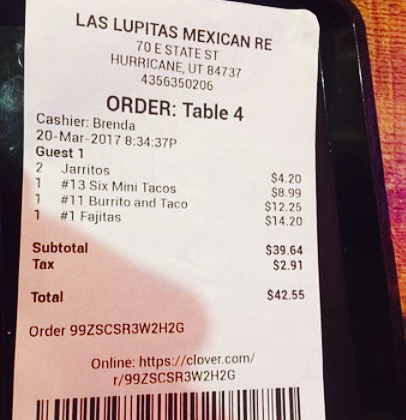 LAS LUPITAS MEXICAN RE
70 E STATE ST
HURRICANE, UT 84737
4356350206
ORDER: Table 4
Cashier: Brenda
20-Mar-2017 8:34:37P
Guest 1
2 Jarritos $4.20
1 #13 Six Mini Tacos $8.99
1 #11 Burrito and Taco $12.25
1 #1 Fajitas $14.20
Subtotal $39.64
Tax $2.91
Total $42.55
Order 99ZSCSR3W2H2G
Online: https://clover.com/
r/99ZSCSR3W2H2G